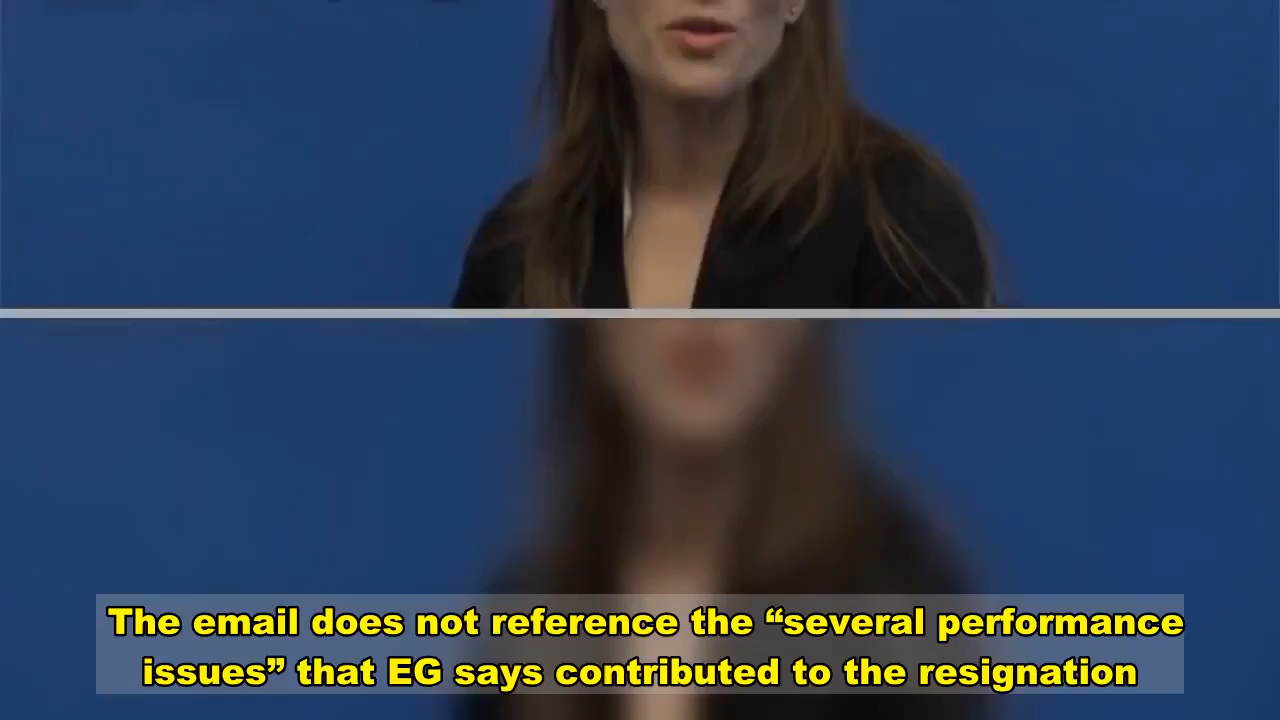 The email does not reference the “several performance
issues” that EG says contributed to the resignation